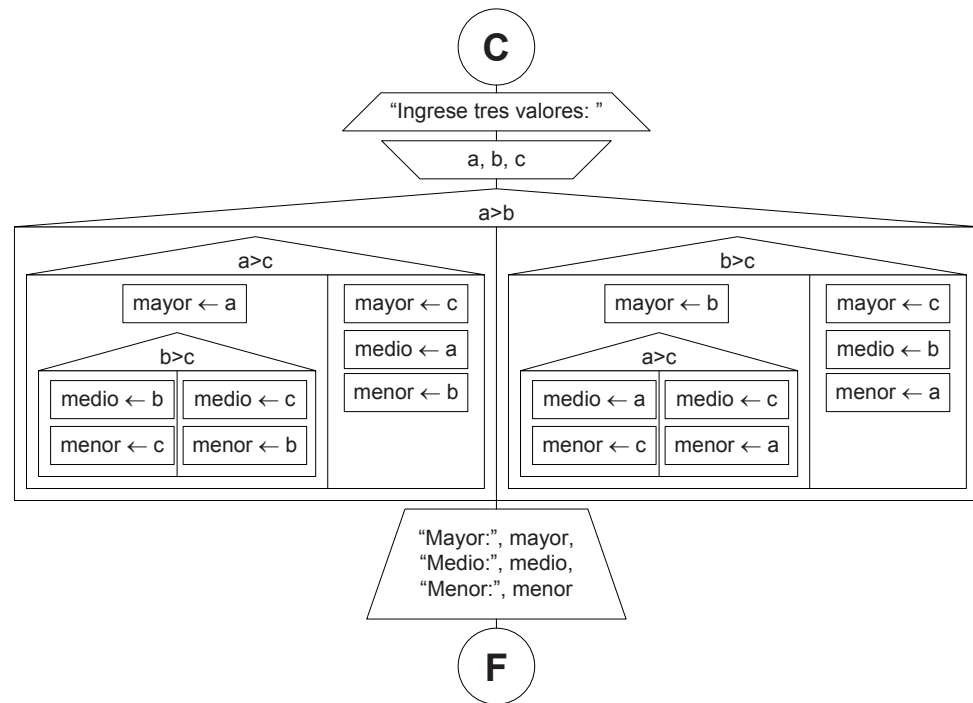 C
“Ingrese tres valores: ”
a, b, c
a>b
a>c
mayor ← a
b>c
medio ← b
menor ← c
medio ← c
menor ← b
mayor ← c
medio ← a
menor ← b
b>c
mayor ← b
a>c
medio ← a
menor ← c
medio ← c
menor ← a
mayor ← c
medio ← b
menor ← a
“Mayor:”, mayor,
“Medio:”, medio,
“Menor:”, menor
F